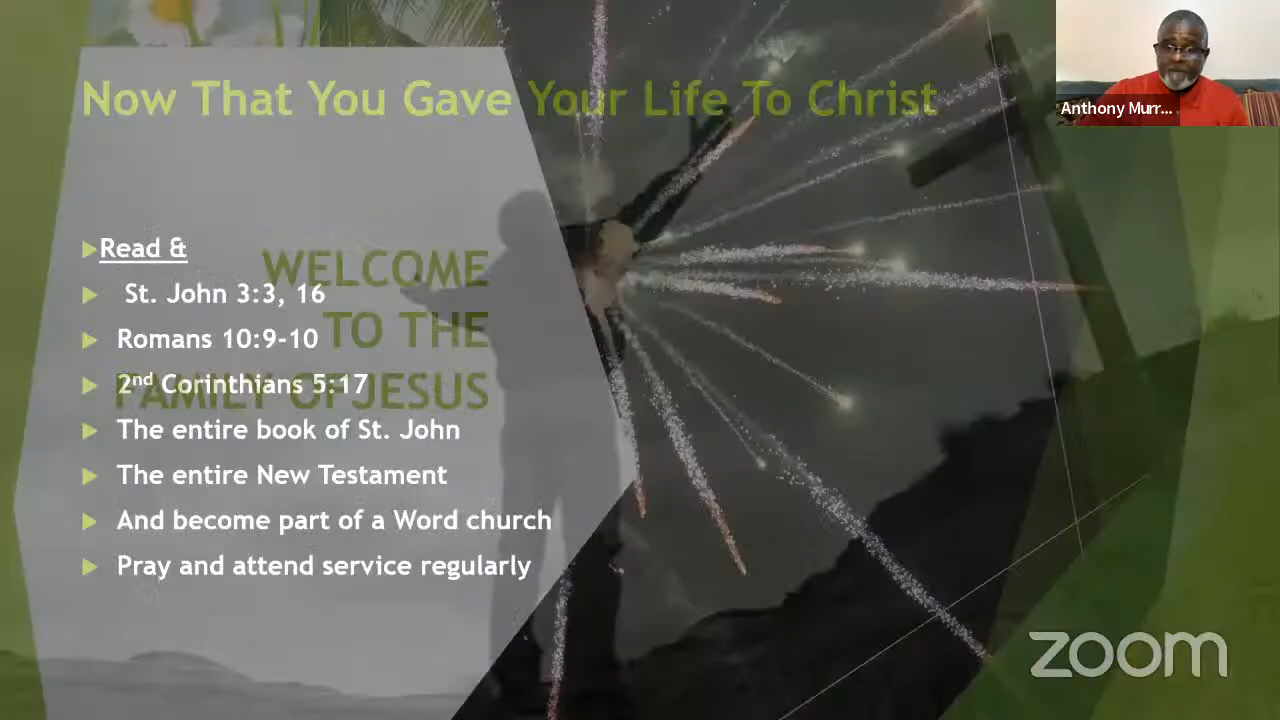 Now That You Gave Your Life To Christ
Anthony Murr...
Read &
St. John 3:3, 16
Romans 10:9-10
2nd Corinthians 5:17
The entire book of St. John
The entire New Testament
And become part of a Word church
Pray and attend service regularly
WELCOME
TO THE
FAMILY OF JESUS
zoom